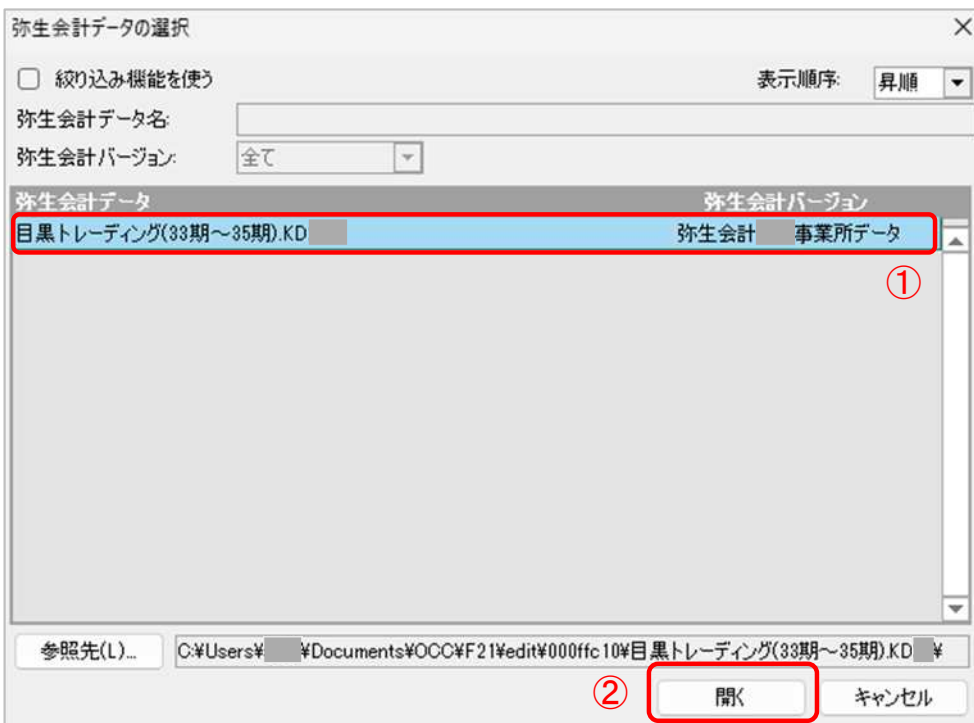 弥生会計データの選択
絞り込み機能を使う 表示順序: 昇順
弥生会計データ名:
弥生会計バージョン: 全て
弥生会計データ 弥生会計バージョン
目黒トレーディング(33期～35期).KD 弥生会計 事業所データ
①
参照先(L)... C:¥Users¥ ¥Documents¥OCC¥F21¥edit¥000ffc10¥目黒トレーディング(33期～35期).KD ¥
② 開く キャンセル